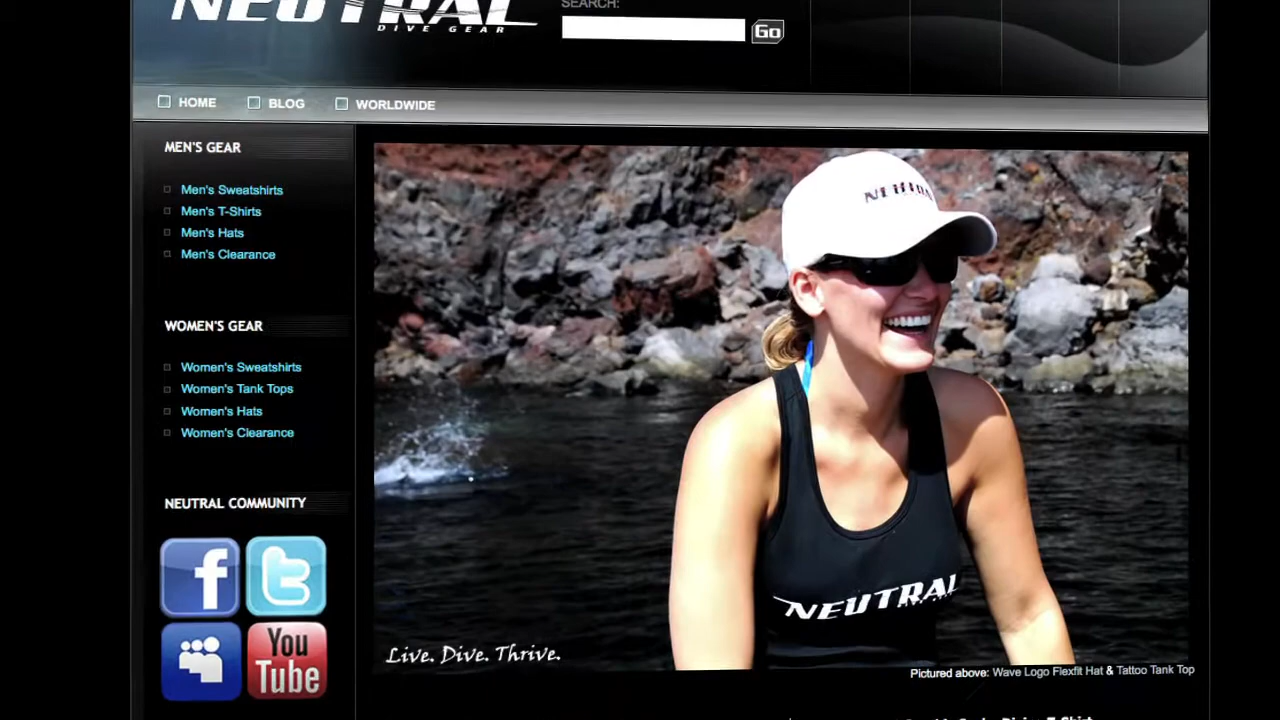 NEUTRAL
DIVE GEAR
SEARCH:
Go
HOME
BLOG
WORLDWIDE
MEN'S GEAR
Men's Sweatshirts
Men's T-Shirts
Men's Hats
Men's Clearance
WOMEN'S GEAR
Women's Sweatshirts
Women's Tank Tops
Women's Hats
Women's Clearance
NEUTRAL COMMUNITY
f
t
You
Tube
NEUTRAL
NEUTRAL
Live. Dive. Thrive.
Pictured above: Wave Logo Flexfit Hat & Tattoo Tank Top